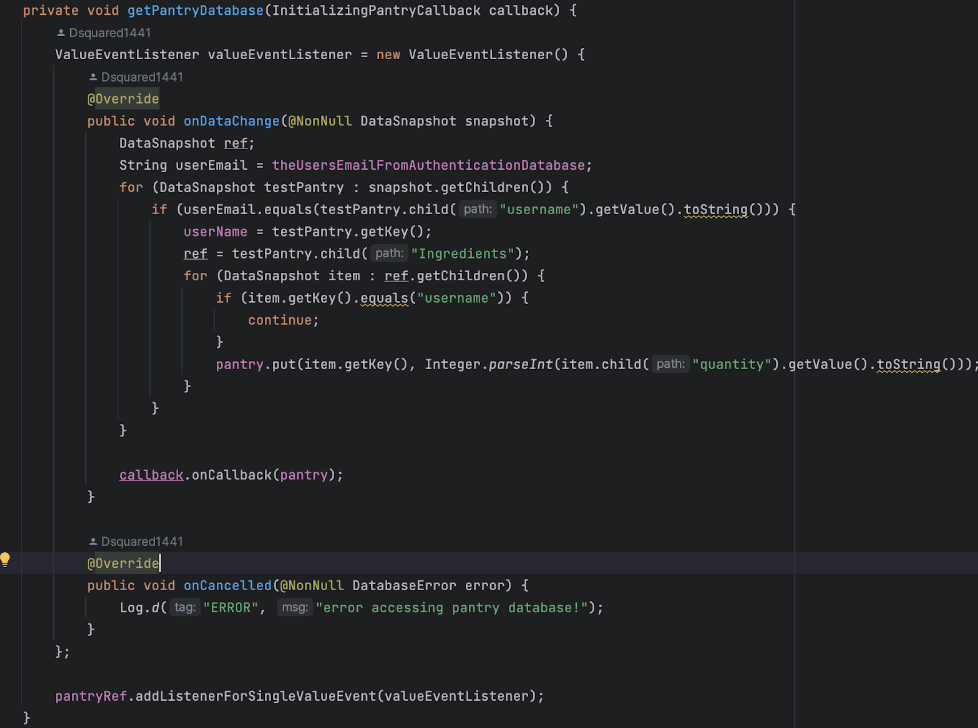 private void getPantryDatabase(InitializingPantryCallback callback) {
Dsquared1441
ValueEventListener valueEventListener = new ValueEventListener() {
Dsquared1441
@Override
public void onDataChange(@NonNull DataSnapshot snapshot) {
DataSnapshot ref;
String userEmail = theUsersEmailFromAuthenticationDatabase;
for (DataSnapshot testPantry : snapshot.getChildren()) {
if (userEmail.equals(testPantry.child( path: "username").getValue().toString())) {
userName = testPantry.getKey();
ref = testPantry.child( path: "Ingredients");
for (DataSnapshot item : ref.getChildren()) {
if (item.getKey().equals("username")) {
continue;
}
pantry.put(item.getKey(), Integer.parseInt(item.child( path: "quantity").getValue().toString()));
}
}
}
callback.onCallback(pantry);
}
Dsquared1441
@Override
public void onCancelled(@NonNull DatabaseError error) {
Log.d( tag: "ERROR", msg: "error accessing pantry database!");
}
};
pantryRef.addListenerForSingleValueEvent(valueEventListener);
}